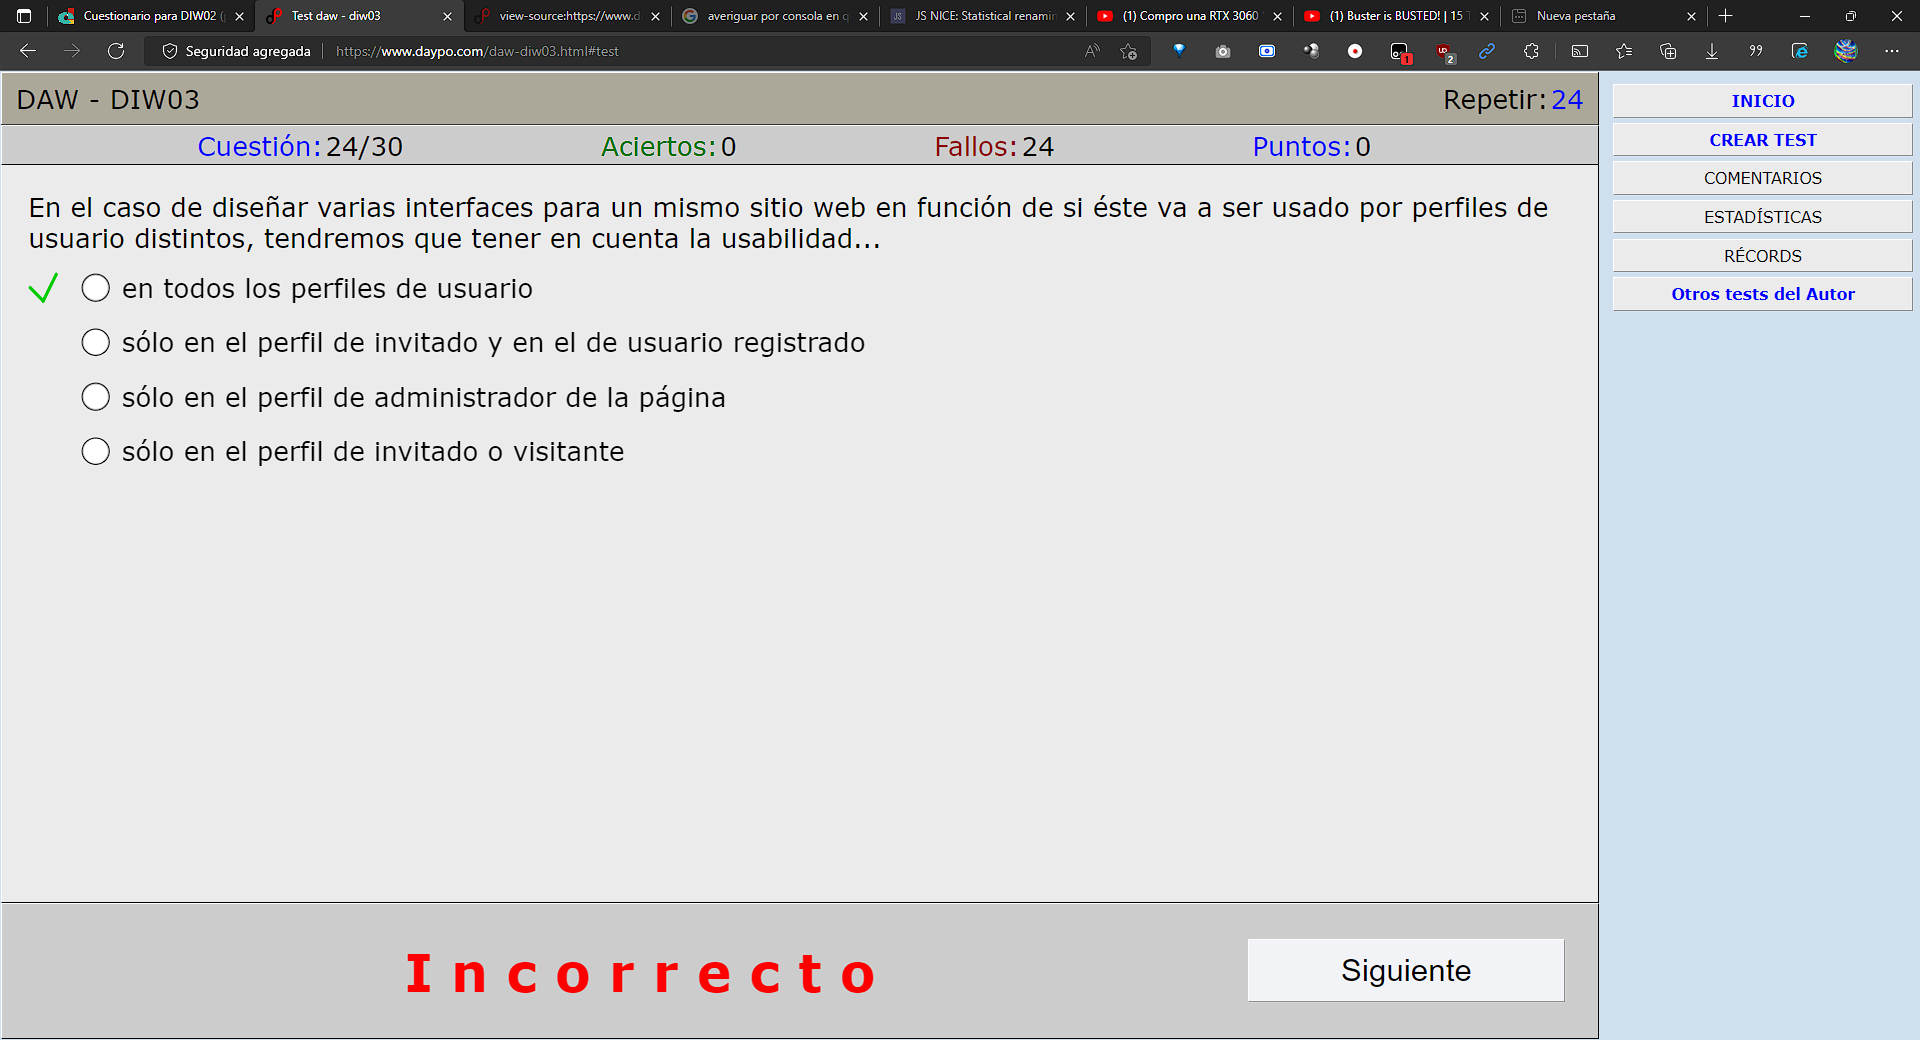 Cuestionario para DIW02 (
Test daw - diw03
view-source:https://www.d
averiguar por consola en q
JS NICE: Statistical renamin
(1) Compro una RTX 3060
(1) Buster is BUSTED! | 15 T
Nueva pestaña
Seguridad agregada
https://www.daypo.com/daw-diw03.html#test
DAW - DIW03
Repetir:24
Cuestión:24/30
Aciertos:0
Fallos:24
Puntos:0
En el caso de diseñar varias interfaces para un mismo sitio web en función de si éste va a ser usado por perfiles de
usuario distintos, tendremos que tener en cuenta la usabilidad...
en todos los perfiles de usuario
sólo en el perfil de invitado y en el de usuario registrado
sólo en el perfil de administrador de la página
sólo en el perfil de invitado o visitante
Incorrecto
Siguiente
INICIO
CREAR TEST
COMENTARIOS
ESTADÍSTICAS
RÉCORDS
Otros tests del Autor